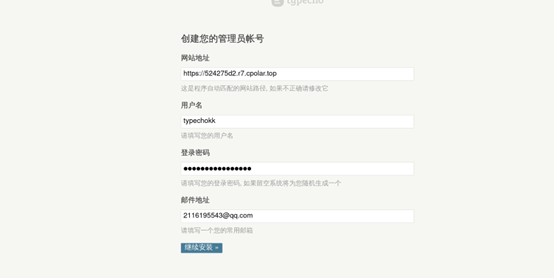 typecho
创建您的管理员帐号
网站地址
https://524275d2.r7.cpolar.top
这是程序自动匹配的网站路径, 如果不正确请修改它
用户名
typechokk
请填写您的用户名
登录密码
●●●●●●●●●●●●●●●●
请填写您的登录密码, 如果留空系统将为您随机生成一个
邮件地址
2116195543@qq.com
请填写一个您的常用邮箱
继续安装 »